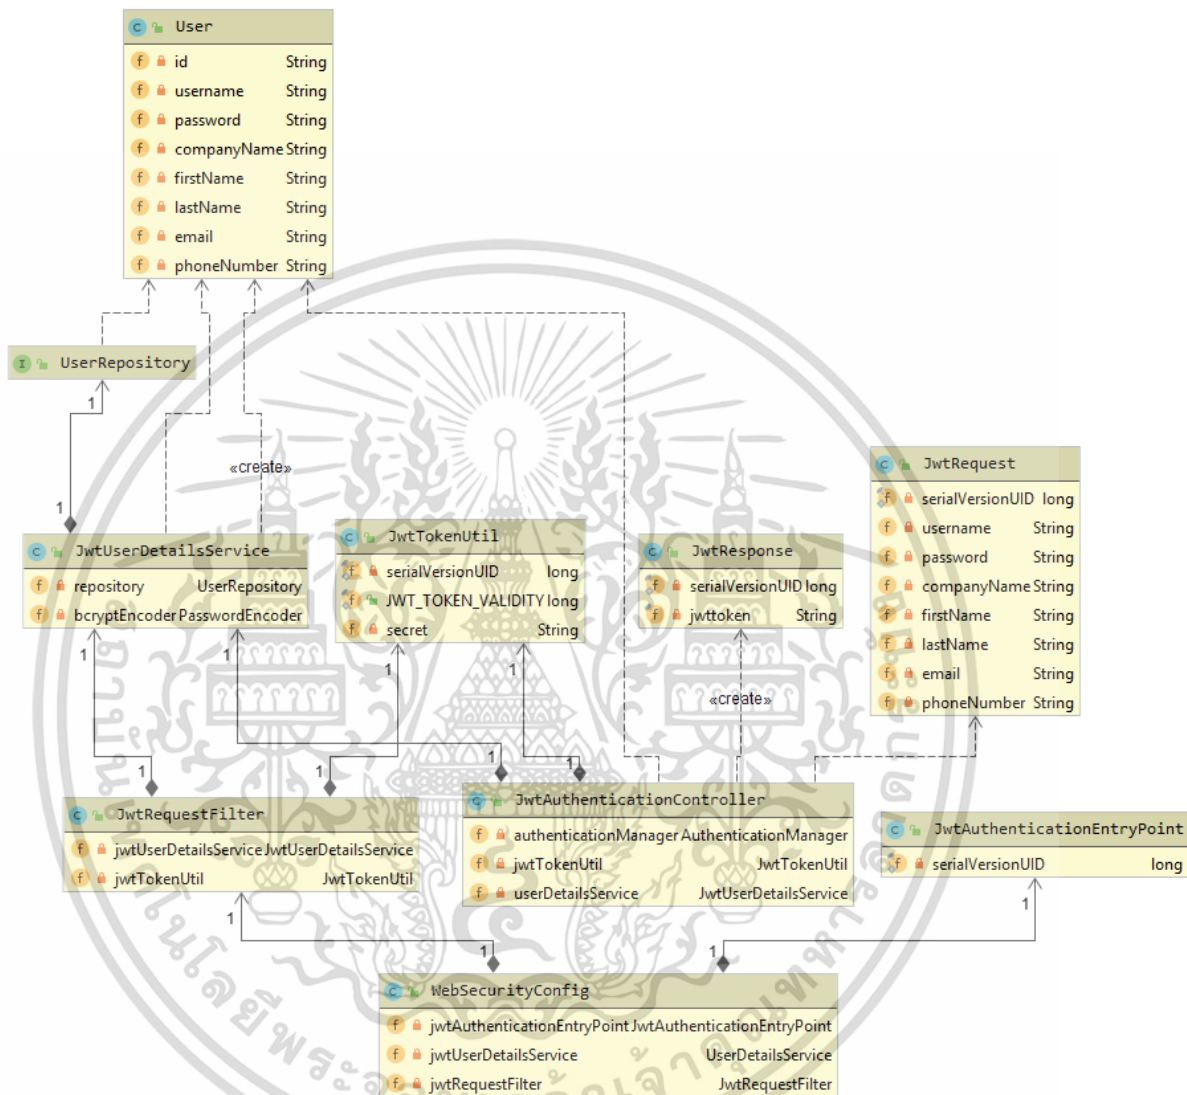 User
id String
username String
password String
companyName String
firstName String
lastName String
email String
phoneNumber String
UserRepository
1
«create»
1
JwtRequest
serialVersionUID long
username String
password String
companyName String
firstName String
lastName String
email String
phoneNumber String
JwtUserDetailsService
repository UserRepository
bcryptEncoder PasswordEncoder
JwtTokenUtil
serialVersionUID long
JWT_TOKEN_VALIDITY long
secret String
JwtResponse
serialVersionUID long
jwttoken String
1
1
1
1
«create»
1
1
1
1
JwtRequestFilter
jwtUserDetailsService JwtUserDetailsService
jwtTokenUtil JwtTokenUtil
JwtAuthenticationController
authenticationManager AuthenticationManager
jwtTokenUtil JwtTokenUtil
userDetailsService JwtUserDetailsService
JwtAuthenticationEntryPoint
serialVersionUID long
1
1
1
1
WebSecurityConfig
jwtAuthenticationEntryPoint JwtAuthenticationEntryPoint
jwtUserDetailsService UserDetailsService
jwtRequestFilter JwtRequestFilter